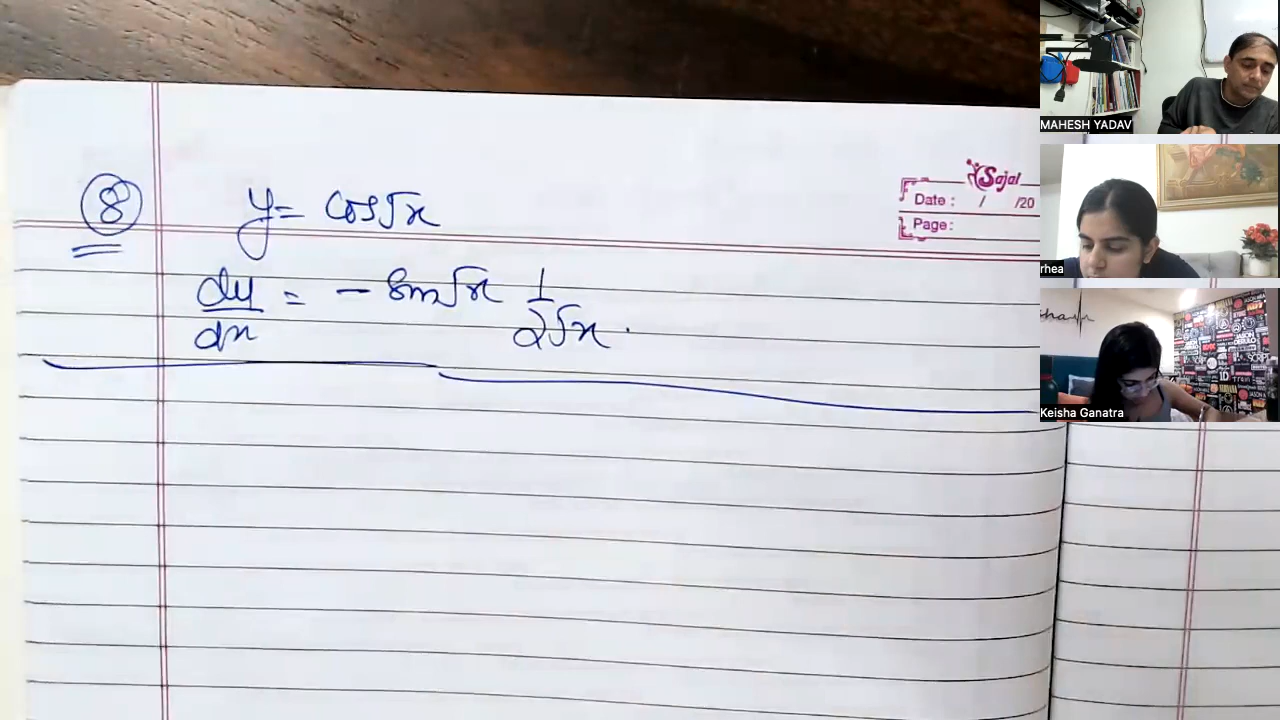 8 y = cos√x
dy/dx = - sin√x 1/2√x .
Sajal
Date : / /20
Page:
MAHESH YADAV
rhea
Keisha Ganatra